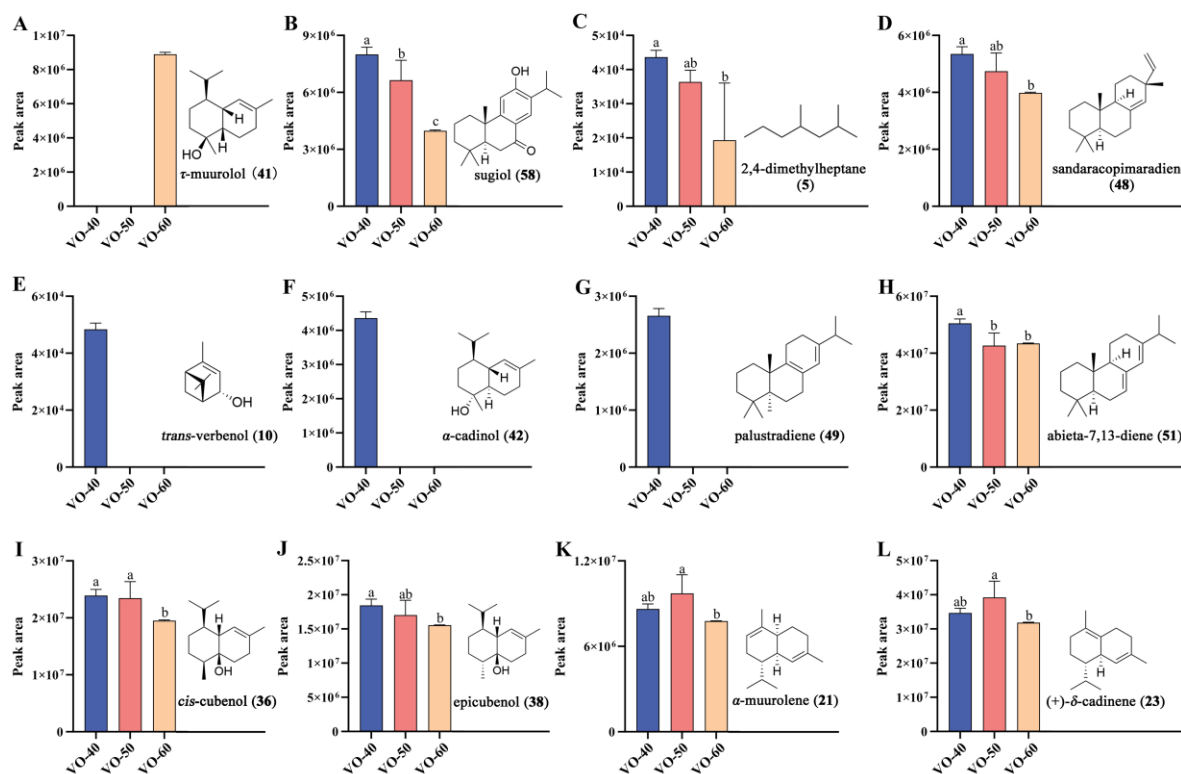 A
Peak area
1×10⁷
8×10⁶
6×10⁶
4×10⁶
2×10⁶
0
VO-40
VO-50
VO-60
HO
H
H
τ-muurolol (41)
B
Peak area
9×10⁶
6×10⁶
3×10⁶
0
a
b
c
VO-40
VO-50
VO-60
OH
H
O
sugiol (58)
C
Peak area
5×10⁴
4×10⁴
3×10⁴
2×10⁴
1×10⁴
0
a
ab
b
VO-40
VO-50
VO-60
2,4-dimethylheptane
(5)
D
Peak area
6×10⁶
4×10⁶
2×10⁶
0
a
ab
b
VO-40
VO-50
VO-60
H
H
sandaracopimaradiene
(48)
E
Peak area
6×10⁴
4×10⁴
2×10⁴
0
VO-40
VO-50
VO-60
OH
trans-verbenol (10)
F
Peak area
5×10⁶
4×10⁶
3×10⁶
2×10⁶
1×10⁶
0
VO-40
VO-50
VO-60
H
H
HO
α-cadinol (42)
G
Peak area
3×10⁶
2×10⁶
1×10⁶
0
VO-40
VO-50
VO-60
palustradiene (49)
H
Peak area
6×10⁷
4×10⁷
2×10⁷
0
a
b
b
VO-40
VO-50
VO-60
H
H
abieta-7,13-diene (51)
I
Peak area
3×10⁷
2×10⁷
1×10⁷
0
a
a
b
VO-40
VO-50
VO-60
H
OH
cis-cubenol (36)
J
Peak area
2.5×10⁷
2×10⁷
1.5×10⁷
1×10⁷
5×10⁶
0
a
ab
b
VO-40
VO-50
VO-60
H
OH
epicubenol (38)
K
Peak area
1.2×10⁷
6×10⁶
0
ab
a
b
VO-40
VO-50
VO-60
H
H
α-muurolene (21)
L
Peak area
5×10⁷
4×10⁷
3×10⁷
2×10⁷
1×10⁷
0
ab
a
b
VO-40
VO-50
VO-60
H
(+)-δ-cadinene (23)